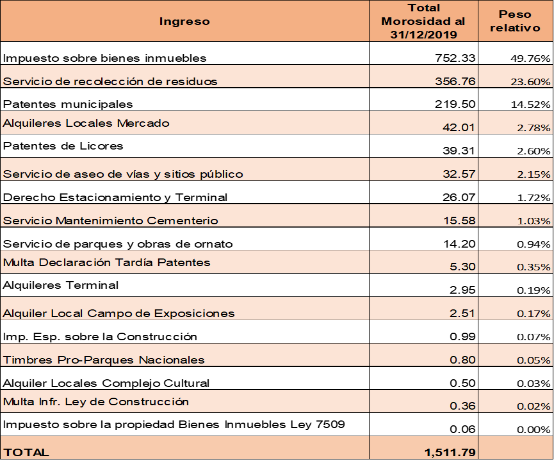 Ingreso Total Morosidad al 31/12/2019 Peso relativo
Impuesto sobre bienes inmuebles 752.33 49.76%
Servicio de recolección de residuos 356.76 23.60%
Patentes municipales 219.50 14.52%
Alquileres Locales Mercado 42.01 2.78%
Patentes de Licores 39.31 2.60%
Servicio de aseo de vías y sitios público 32.57 2.15%
Derecho Estacionamiento y Terminal 26.07 1.72%
Servicio Mantenimiento Cementerio 15.58 1.03%
Servicio de parques y obras de ornato 14.20 0.94%
Multa Declaración Tardía Patentes 5.30 0.35%
Alquileres Terminal 2.95 0.19%
Alquiler Local Campo de Exposiciones 2.51 0.17%
Imp. Esp. sobre la Construcción 0.99 0.07%
Timbres Pro-Parques Nacionales 0.80 0.05%
Alquiler Locales Complejo Cultural 0.50 0.03%
Multa Infr. Ley de Construcción 0.36 0.02%
Impuesto sobre la propiedad Bienes Inmuebles Ley 7509 0.06 0.00%
TOTAL 1,511.79